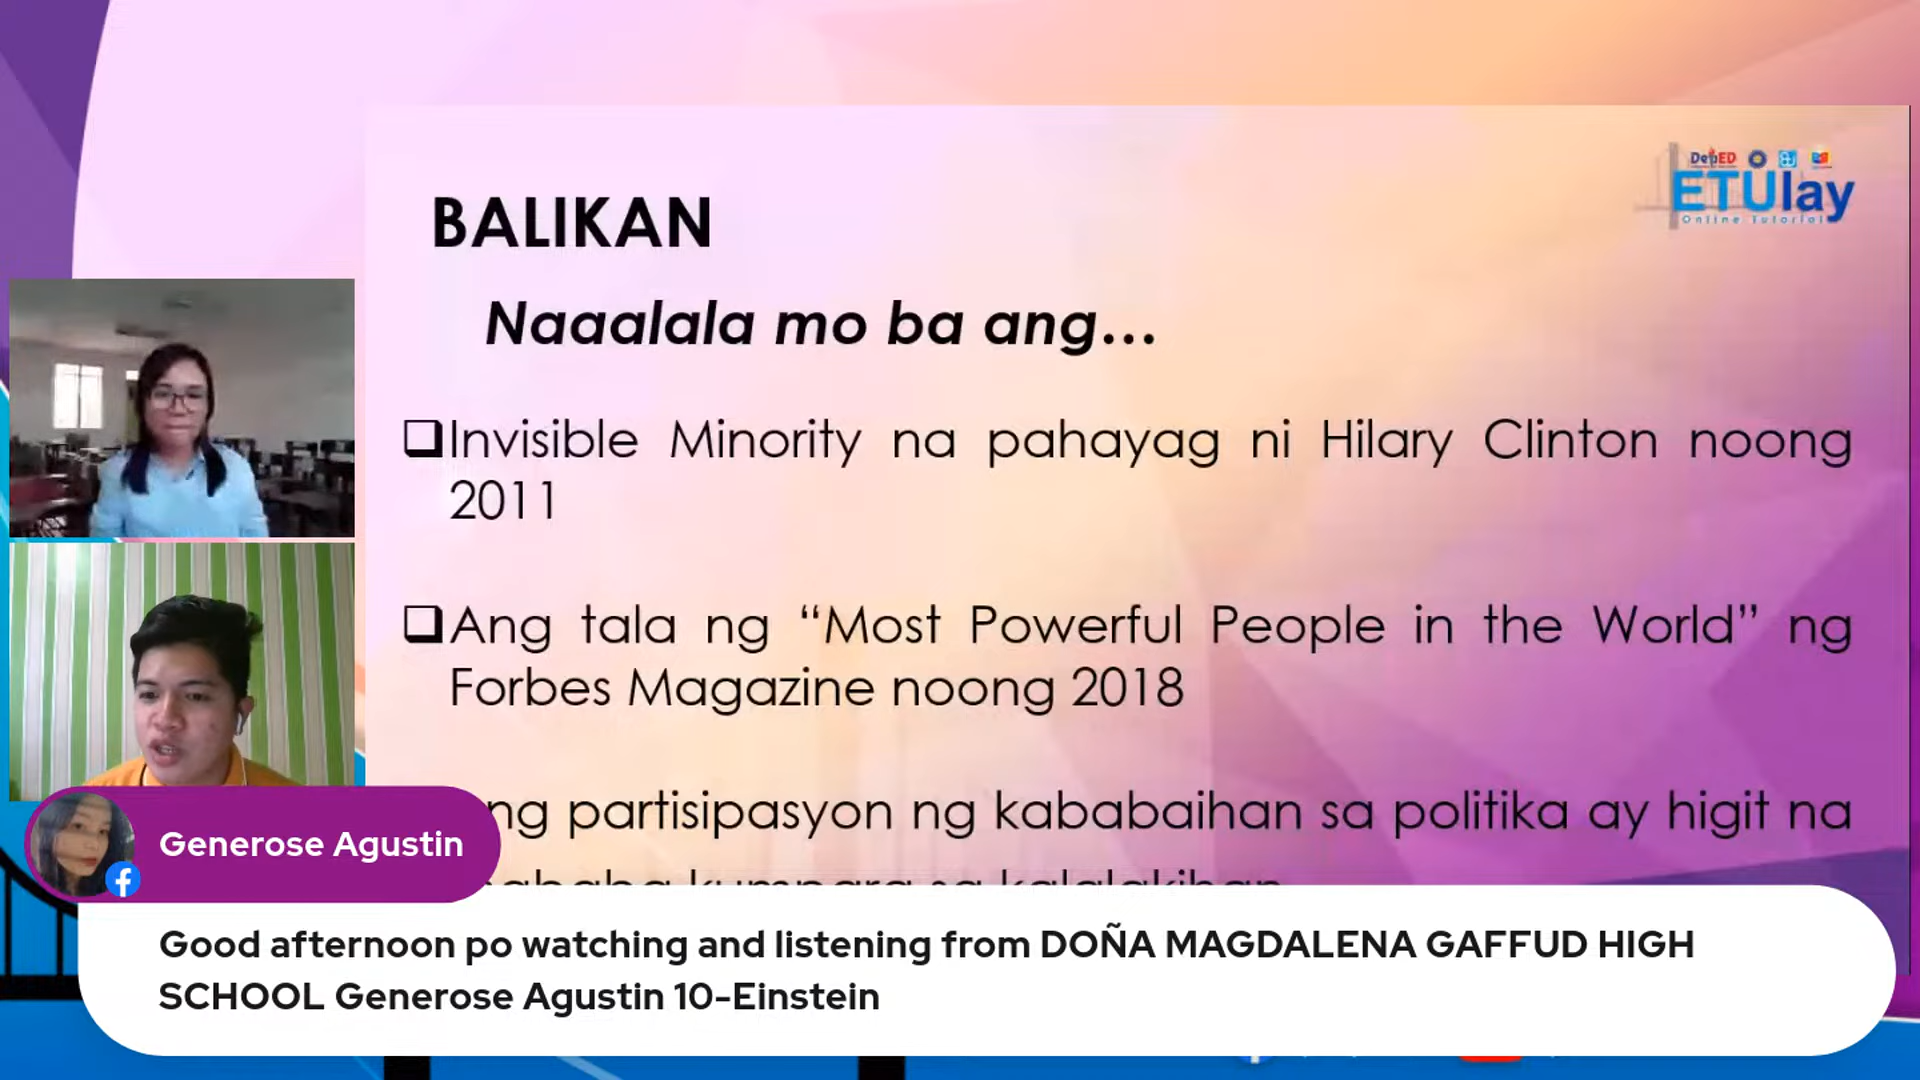 DepED
ETUlay
Online Tutorial
BALIKAN
Naaalala mo ba ang...
❑Invisible Minority na pahayag ni Hilary Clinton noong
2011
❑Ang tala ng “Most Powerful People in the World” ng
Forbes Magazine noong 2018
ng partisipasyon ng kababaihan sa politika ay higit na
kumpara sa kalalakihan
Generose Agustin
Good afternoon po watching and listening from DOÑA MAGDALENA GAFFUD HIGH
SCHOOL Generose Agustin 10-Einstein